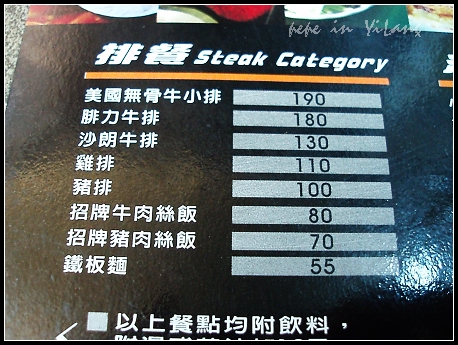 pepe in YiLan
排餐 Steak Category
美國無骨牛小排 190
腓力牛排 180
沙朗牛排 130
雞排 110
豬排 100
招牌牛肉絲飯 80
招牌豬肉絲飯 70
鐵板麵 55
以上餐點均附飲料，